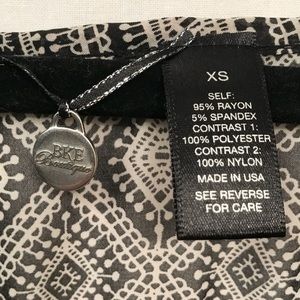 BKE
Boutique
XS
SELF:
95% RAYON
5% SPANDEX
CONTRAST 1:
100% POLYESTER
CONTRAST 2:
100% NYLON
MADE IN USA
SEE REVERSE
FOR CARE